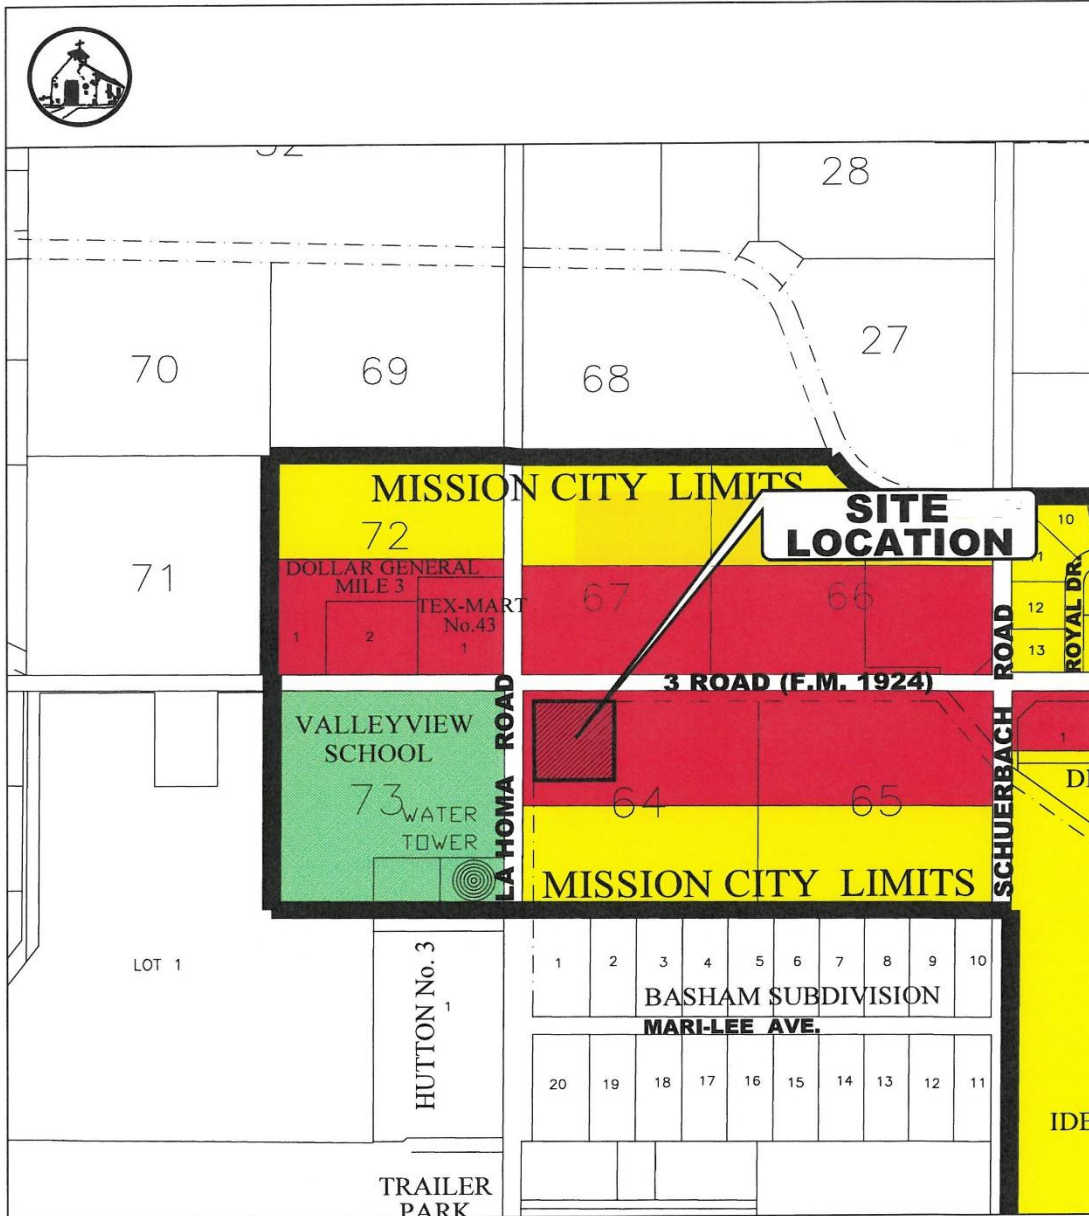 28
27
70
69
68
MISSION CITY LIMITS
SITE
LOCATION
72
71
DOLLAR GENERAL
MILE 3
TEX-MART
No.43
1
2
1
67
66
10
11
12
13
ROYAL DR.
3 ROAD (F.M. 1924)
LA HOMA ROAD
SCHUERBACH ROAD
VALLEYVIEW
SCHOOL
73
WATER
TOWER
64
65
1
MISSION CITY LIMITS
LOT 1
HUTTON No. 3
1
1 2 3 4 5 6 7 8 9 10
BASHAM SUBDIVISION
MARI-LEE AVE.
20 19 18 17 16 15 14 13 12 11
TRAILER
PARK